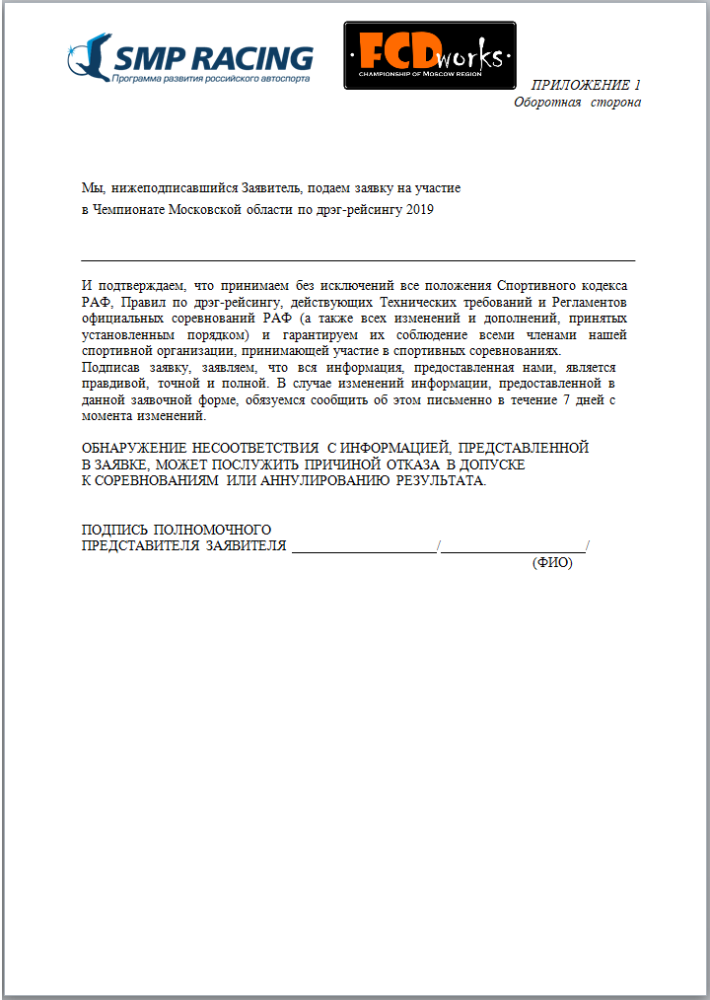 SMP RACING
Программа развития российского автоспорта
·FCDworks·
CHAMPIONSHIP OF MOSCOW REGION
ПРИЛОЖЕНИЕ 1
Оборотная сторона
Мы, нижеподписавшийся Заявитель, подаем заявку на участие
в Чемпионате Московской области по дрэг-рейсингу 2019
И подтверждаем, что принимаем без исключений все положения Спортивного кодекса
РАФ, Правил по дрэг-рейсингу, действующих Технических требований и Регламентов
официальных соревнований РАФ (а также всех изменений и дополнений, принятых
установленным порядком) и гарантируем их соблюдение всеми членами нашей
спортивной организации, принимающей участие в спортивных соревнованиях.
Подписав заявку, заявляем, что вся информация, предоставленная нами, является
правдивой, точной и полной. В случае изменений информации, предоставленной в
данной заявочной форме, обязуемся сообщить об этом письменно в течение 7 дней с
момента изменений.
ОБНАРУЖЕНИЕ НЕСООТВЕТСТВИЯ С ИНФОРМАЦИЕЙ, ПРЕДСТАВЛЕННОЙ
В ЗАЯВКЕ, МОЖЕТ ПОСЛУЖИТЬ ПРИЧИНОЙ ОТКАЗА В ДОПУСКЕ
К СОРЕВНОВАНИЯМ ИЛИ АННУЛИРОВАНИЮ РЕЗУЛЬТАТА.
ПОДПИСЬ ПОЛНОМОЧНОГО
ПРЕДСТАВИТЕЛЯ ЗАЯВИТЕЛЯ _____________________/_____________________/
(ФИО)